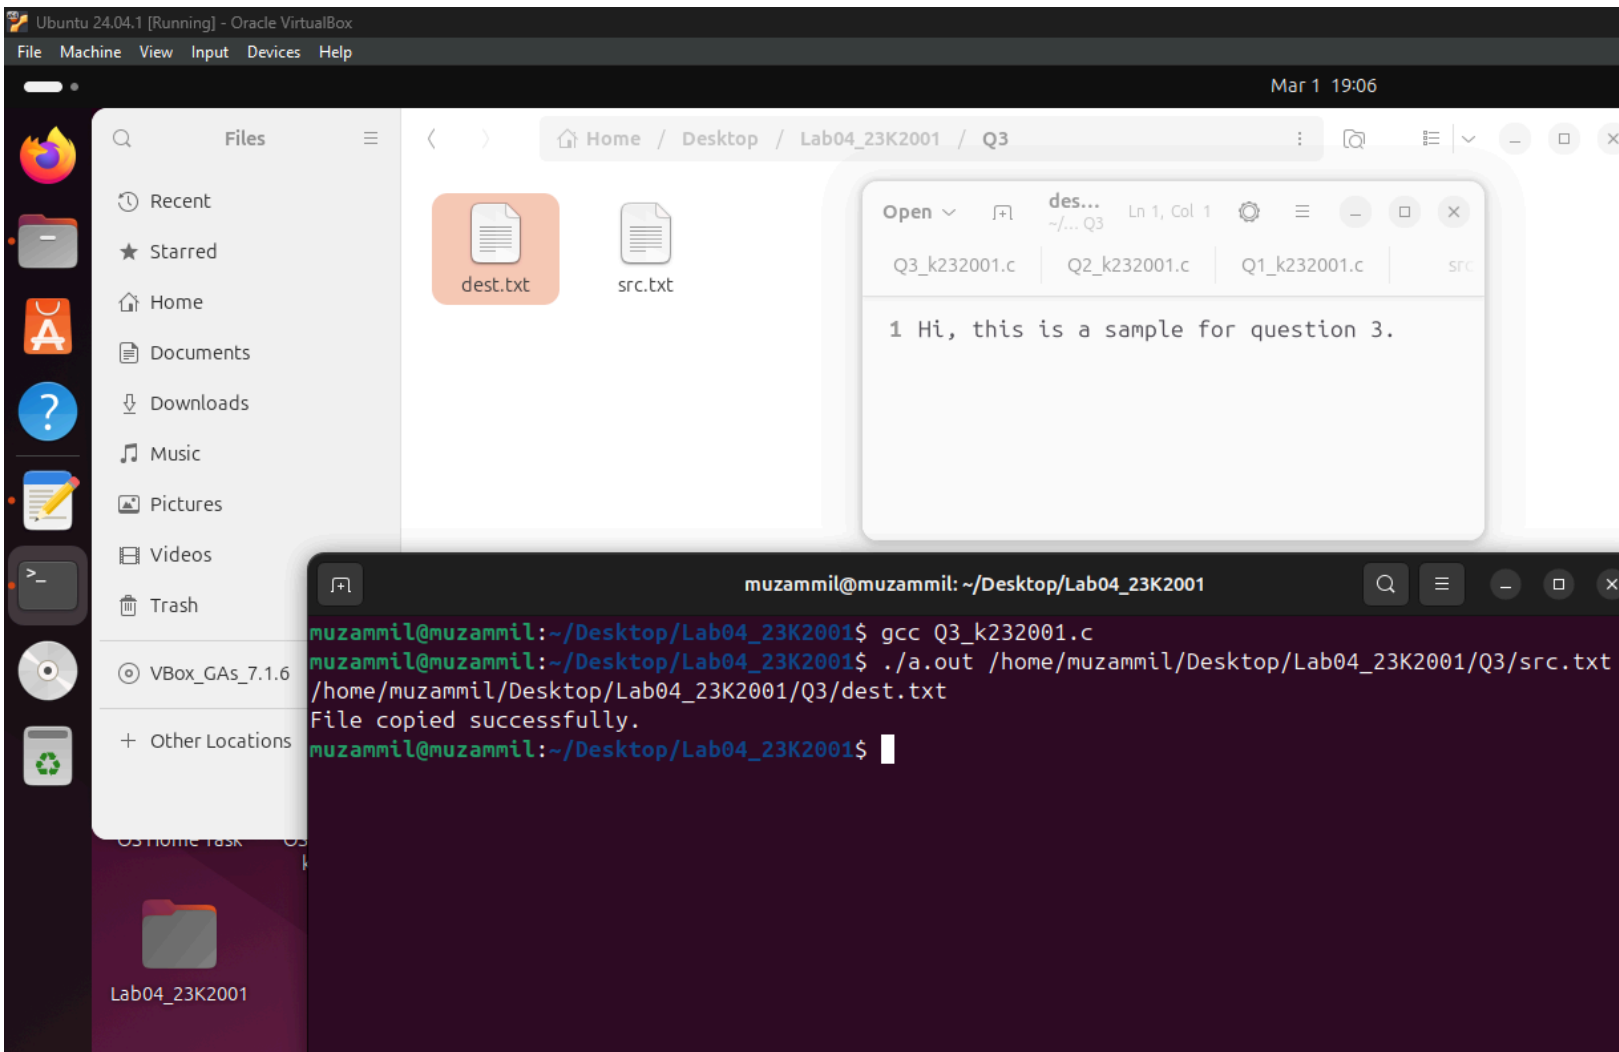 Ubuntu 24.04.1 [Running] - Oracle VirtualBox
File Machine View Input Devices Help
Mar 1 19:06
Files
Home / Desktop / Lab04_23K2001 / Q3
Recent
Starred
Home
Documents
Downloads
Music
Pictures
Videos
Trash
VBox_GAs_7.1.6
+ Other Locations
dest.txt
src.txt
Open
des...
~/... Q3
Ln 1, Col 1
Q3_k232001.c Q2_k232001.c Q1_k232001.c src
1 Hi, this is a sample for question 3.
muzammil@muzammil: ~/Desktop/Lab04_23K2001
muzammil@muzammil:~/Desktop/Lab04_23K2001$ gcc Q3_k232001.c
muzammil@muzammil:~/Desktop/Lab04_23K2001$ ./a.out /home/muzammil/Desktop/Lab04_23K2001/Q3/src.txt
/home/muzammil/Desktop/Lab04_23K2001/Q3/dest.txt
File copied successfully.
muzammil@muzammil:~/Desktop/Lab04_23K2001$
OS Home Task
Lab04_23K2001